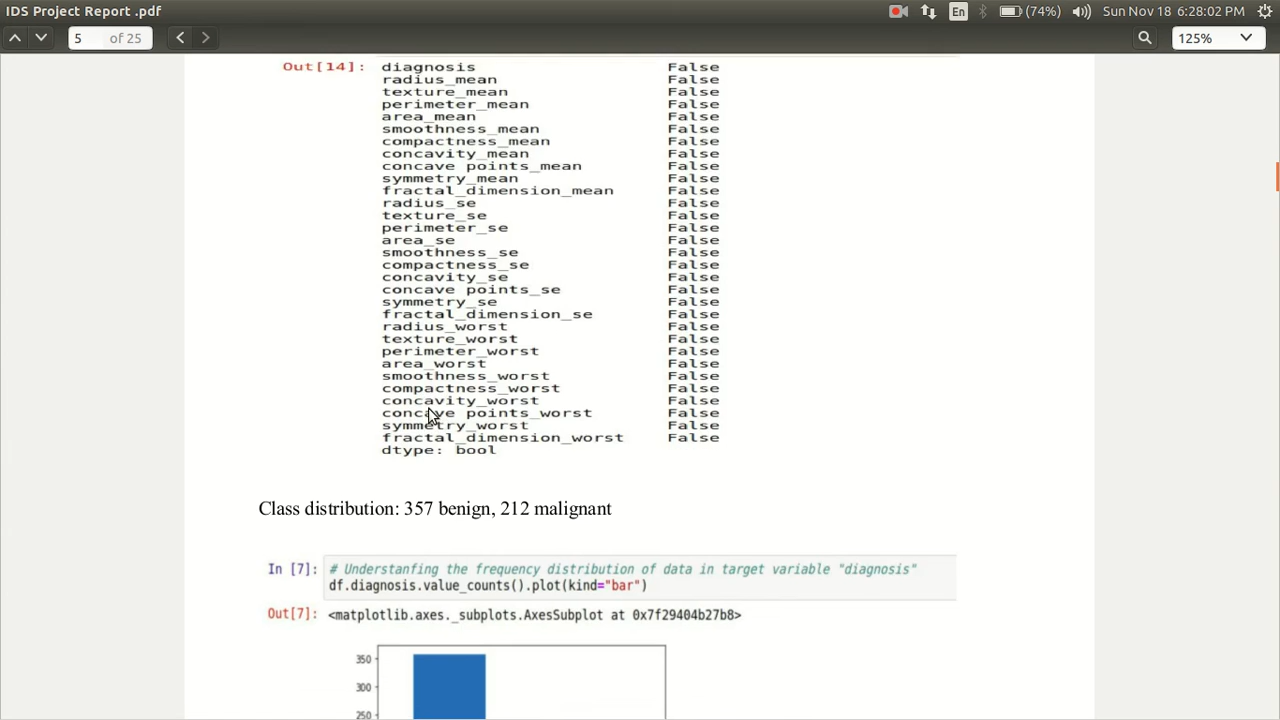 IDS Project Report .pdf
En (74%) Sun Nov 18 6:28:02 PM
5 of 25 125%
Out[14]: diagnosis False
radius_mean False
texture_mean False
perimeter_mean False
area_mean False
smoothness_mean False
compactness_mean False
concavity_mean False
concave points_mean False
symmetry_mean False
fractal_dimension_mean False
radius_se False
texture_se False
perimeter_se False
area_se False
smoothness_se False
compactness_se False
concavity_se False
concave points_se False
symmetry_se False
fractal_dimension_se False
radius_worst False
texture_worst False
perimeter_worst False
area_worst False
smoothness_worst False
compactness_worst False
concavity_worst False
concave points_worst False
symmetry_worst False
fractal_dimension_worst False
dtype: bool
Class distribution: 357 benign, 212 malignant
In [7]: # Understanfing the frequency distribution of data in target variable "diagnosis"
df.diagnosis.value_counts().plot(kind="bar")
Out[7]: <matplotlib.axes._subplots.AxesSubplot at 0x7f29404b27b8>
350
300
250